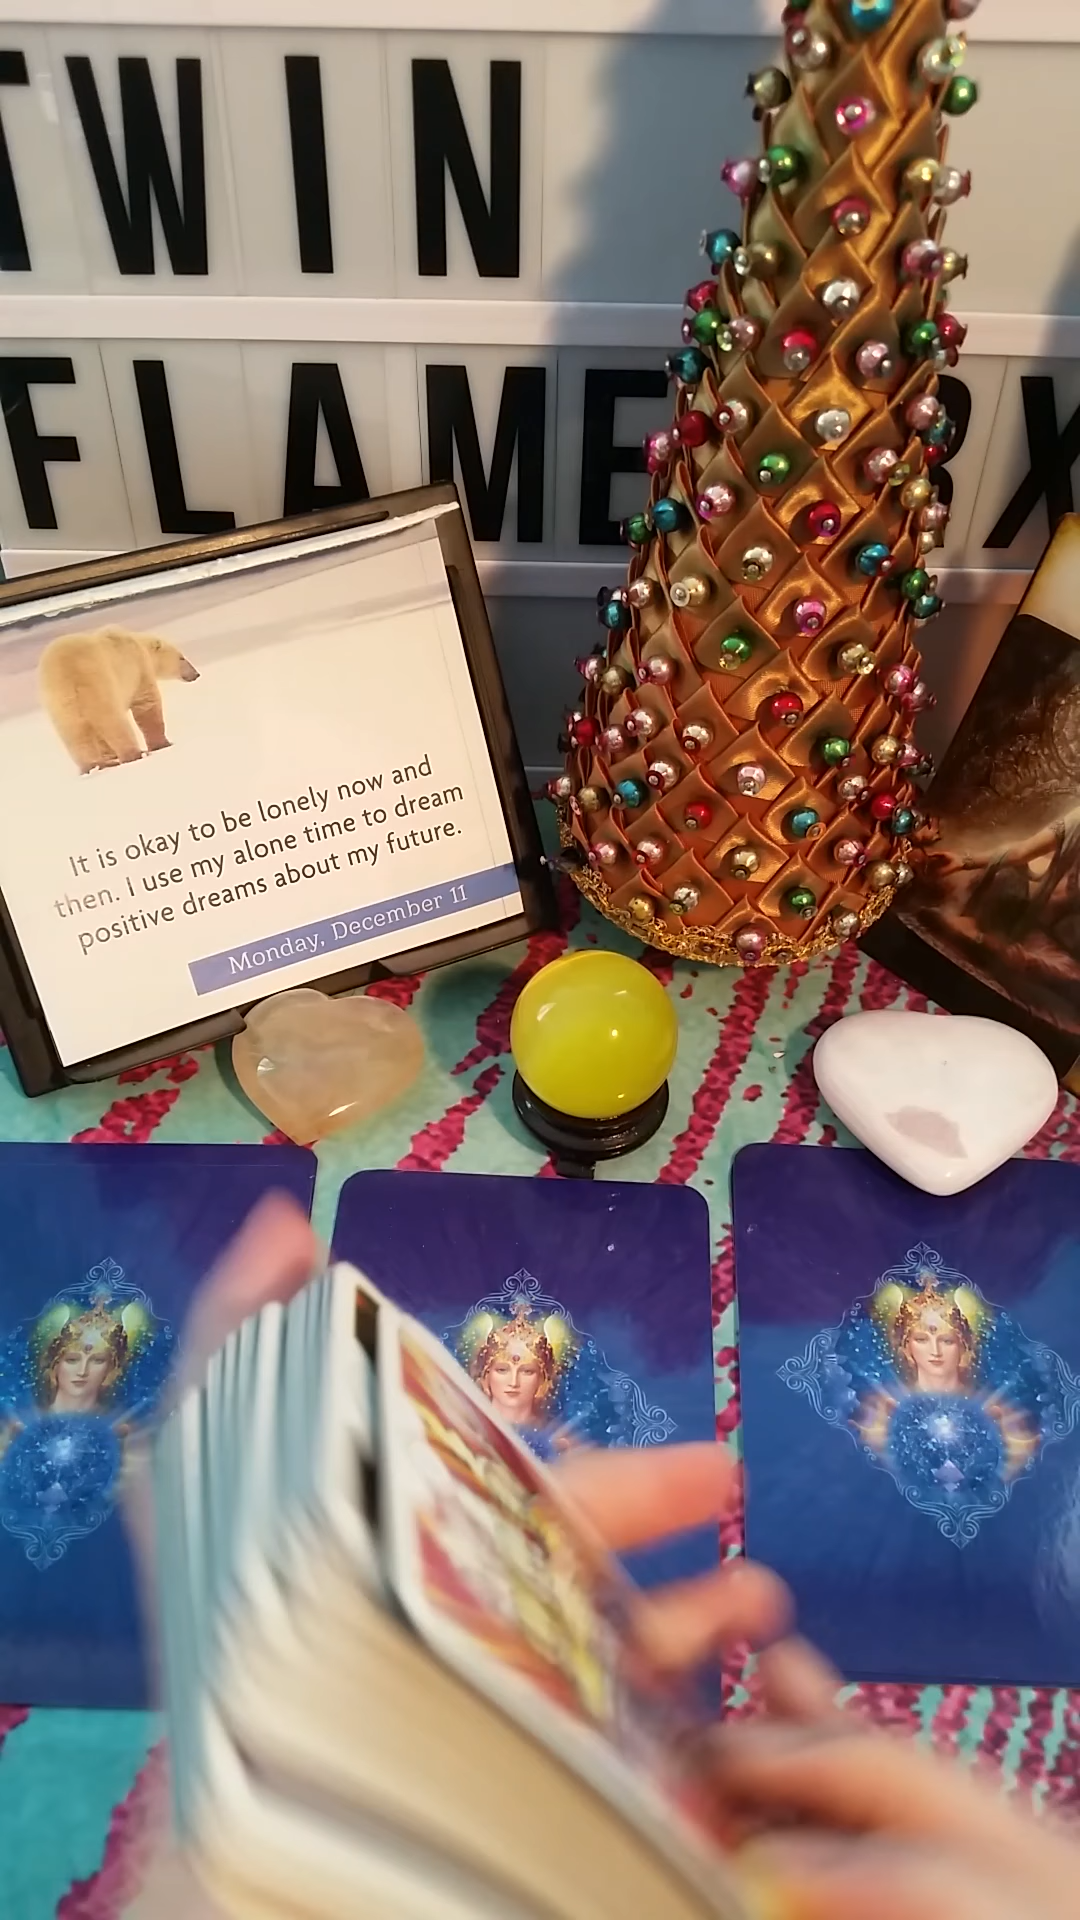 TWIN
FLAME RX
It is okay to be lonely now and
then. I use my alone time to dream
positive dreams about my future.
Monday, December 11